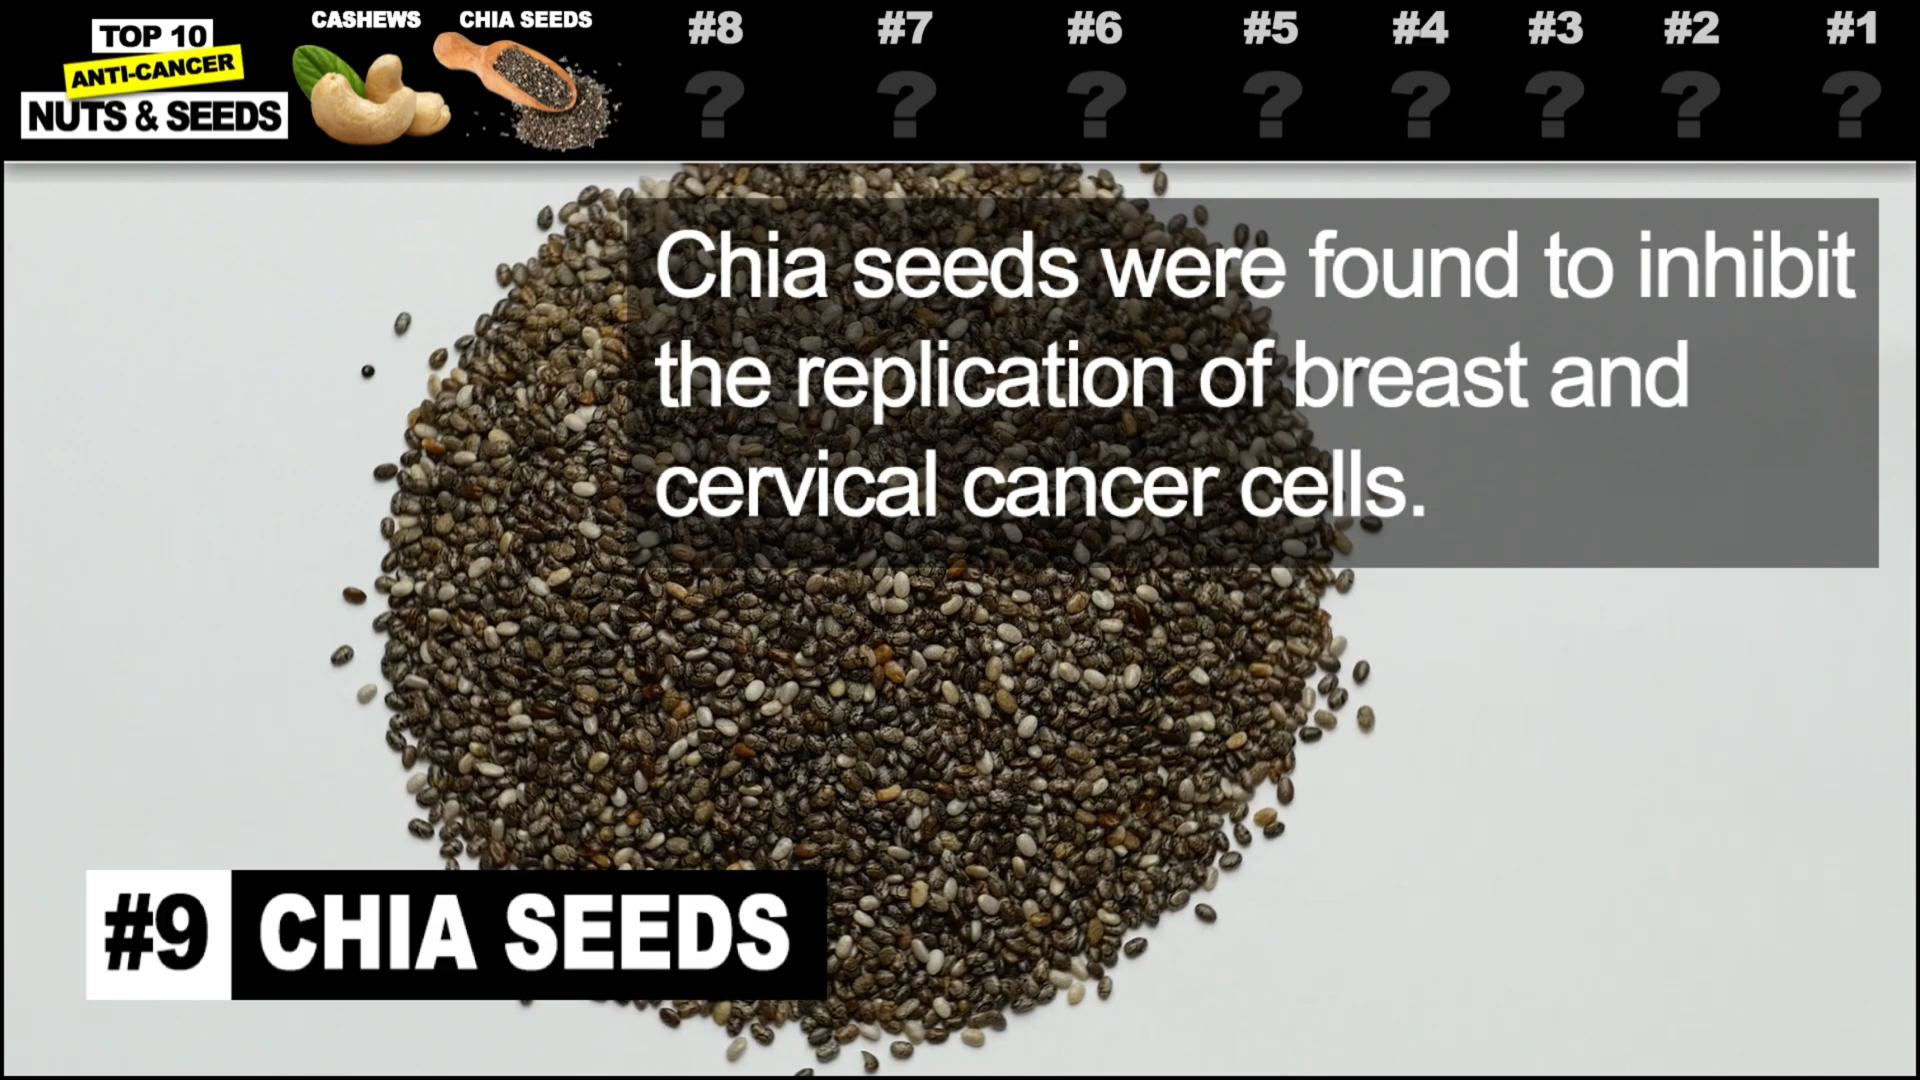 TOP 10
ANTI-CANCER
NUTS & SEEDS
CASHEWS
CHIA SEEDS
#8
#7
#6
#5
#4
#3
#2
#1
?
?
?
?
?
?
?
?
Chia seeds were found to inhibit
the replication of breast and
cervical cancer cells.
#9 CHIA SEEDS